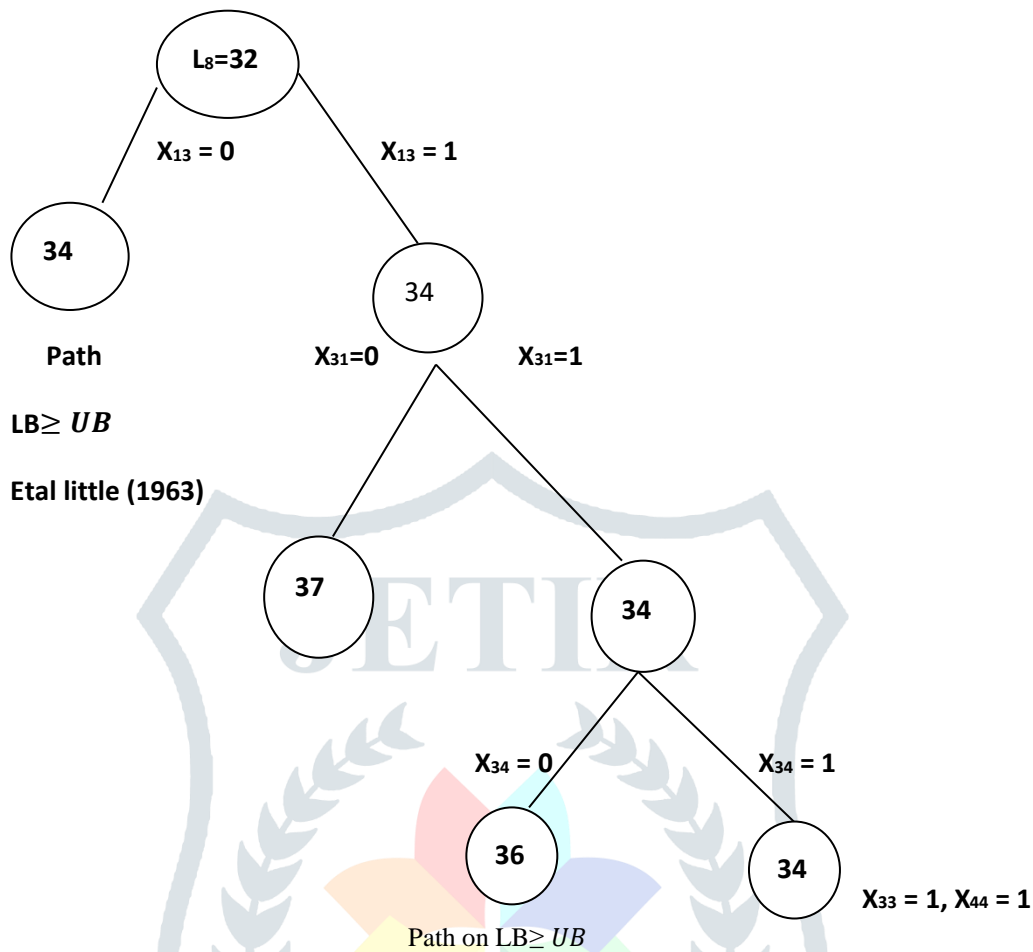 L₈=32
X₁₃ = 0 X₁₃ = 1
34
34
Path X₃₁=0 X₃₁=1
LB≥ UB
Etal little (1963)
JETIR
37
34
X₃₄ = 0 X₃₄ = 1
36
34
X₃₃ = 1, X₄₄ = 1
Path on LB≥ UB